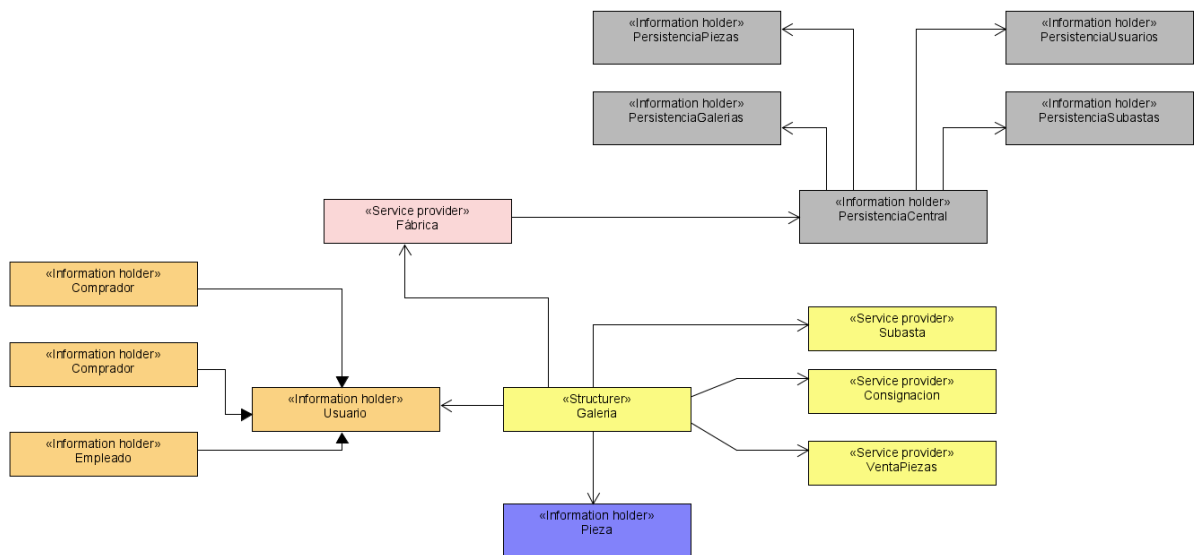 «Information holder»
PersistenciaPiezas
«Information holder»
PersistenciaUsuarios
«Information holder»
PersistenciaGalerias
«Information holder»
PersistenciaSubastas
«Information holder»
PersistenciaCentral
«Service provider»
Fábrica
«Information holder»
Comprador
«Service provider»
Subasta
«Information holder»
Comprador
«Service provider»
Consignacion
«Information holder»
Usuario
«Structurer»
Galeria
«Information holder»
Empleado
«Service provider»
VentaPiezas
«Information holder»
Pieza